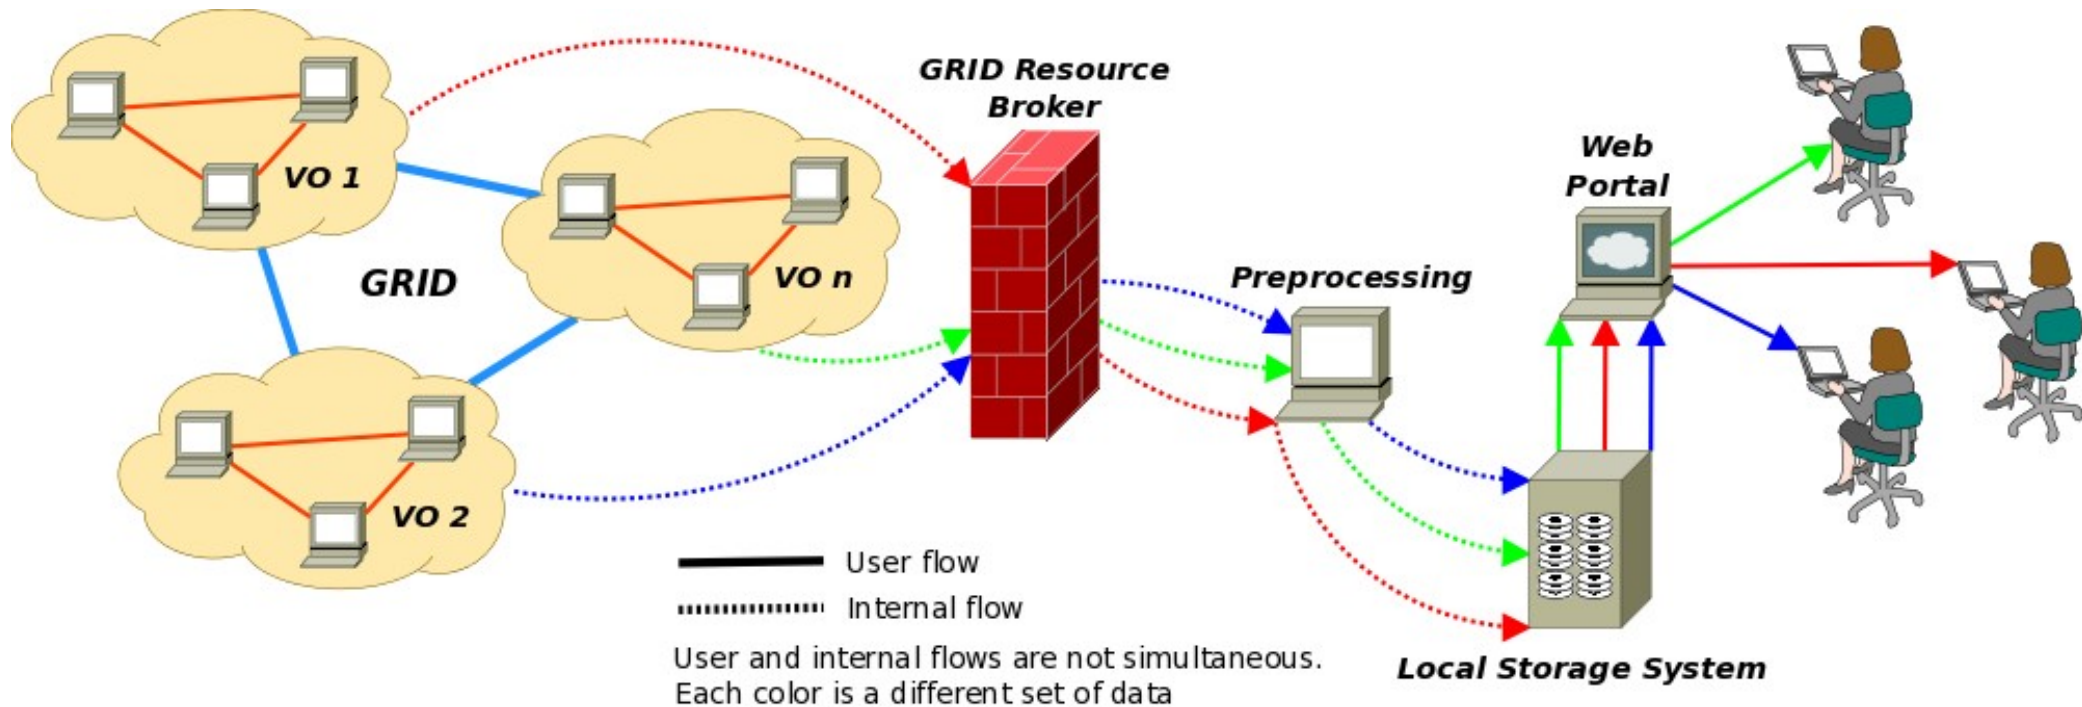 VO 1
GRID
VO n
VO 2
GRID Resource
Broker
Preprocessing
Web
Portal
Local Storage System
User flow
Internal flow
User and internal flows are not simultaneous.
Each color is a different set of data